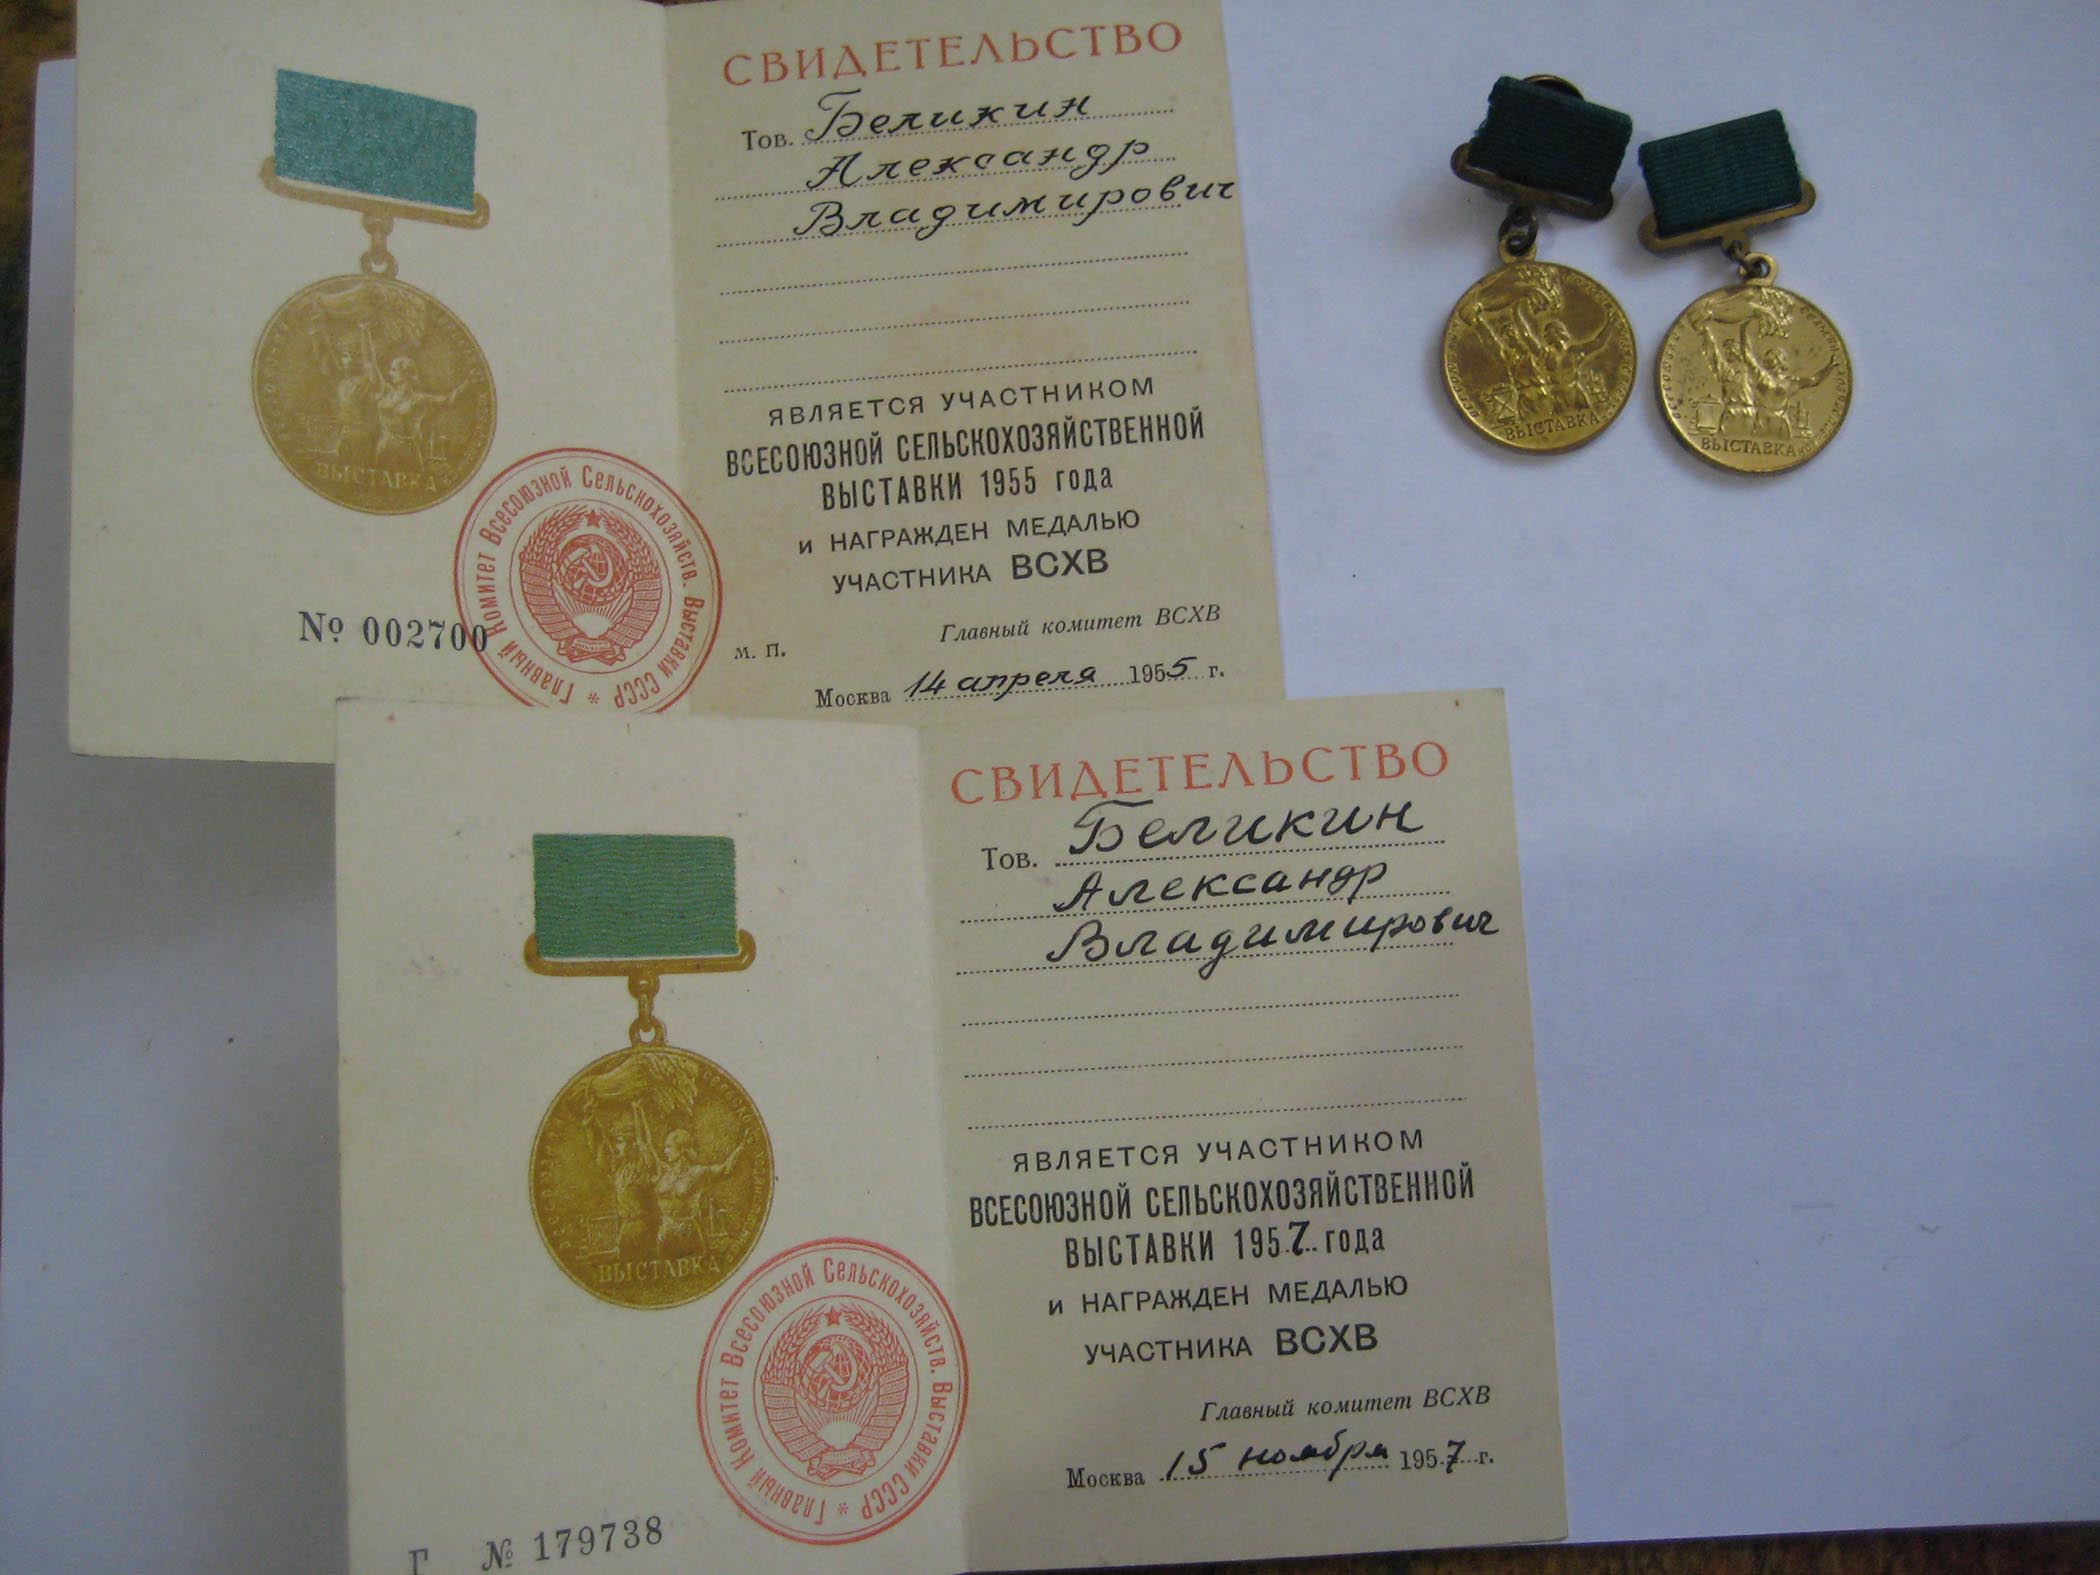 СВИДЕТЕЛЬСТВО
Тов. Беликин
Александр
Владимирович
ЯВЛЯЕТСЯ УЧАСТНИКОМ
ВСЕСОЮЗНОЙ СЕЛЬСКОХОЗЯЙСТВЕННОЙ
ВЫСТАВКИ 1955 года
и НАГРАЖДЕН МЕДАЛЬЮ
УЧАСТНИКА ВСХВ
Главный комитет ВСХВ
м. п.
Москва 14 апреля 1955 г.
ВЫСТАВКА
№ 002700
Главный Комитет Всесоюзной Сельскохозяйств. Выставки СССР *
ВЫСТАВКА
ВЫСТАВКА
СВИДЕТЕЛЬСТВО
Тов. Беликин
Александр
Владимирович
ЯВЛЯЕТСЯ УЧАСТНИКОМ
ВСЕСОЮЗНОЙ СЕЛЬСКОХОЗЯЙСТВЕННОЙ
ВЫСТАВКИ 1957 года
и НАГРАЖДЕН МЕДАЛЬЮ
УЧАСТНИКА ВСХВ
Главный комитет ВСХВ
Москва 15 ноября 1957 г.
ВЫСТАВКА
Главный Комитет Всесоюзной Сельскохозяйств. Выставки СССР *
Г № 179738